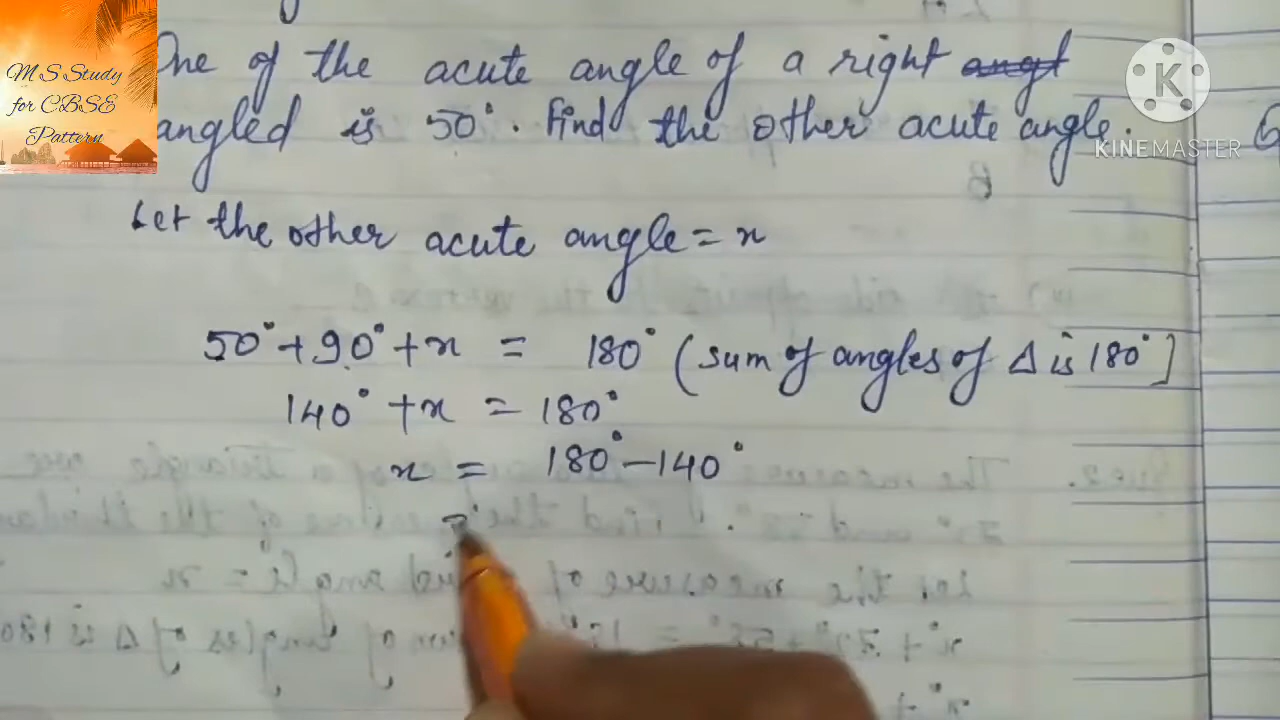 M S Study
for CBSE
Pattern
KINEMASTER
One of the acute angle of a right
angled is 50°. Find the other acute angle.
Let the other acute angle = x
50° + 90° + x = 180° (sum of angles of Δ is 180°]
140° + x = 180°
x = 180° - 140°